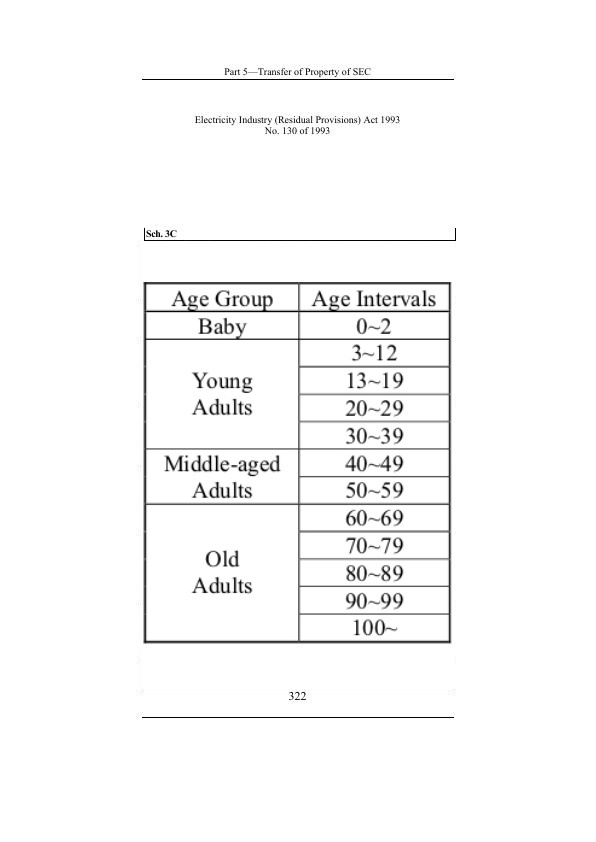 Part 5—Transfer of Property of SEC
Electricity Industry (Residual Provisions) Act 1993
No. 130 of 1993
Sch. 3C
Age Group Age Intervals
Baby 0~2
Young
Adults
3~12
13~19
20~29
30~39
Middle-aged
Adults
40~49
50~59
Old
Adults
60~69
70~79
80~89
90~99
100~
322